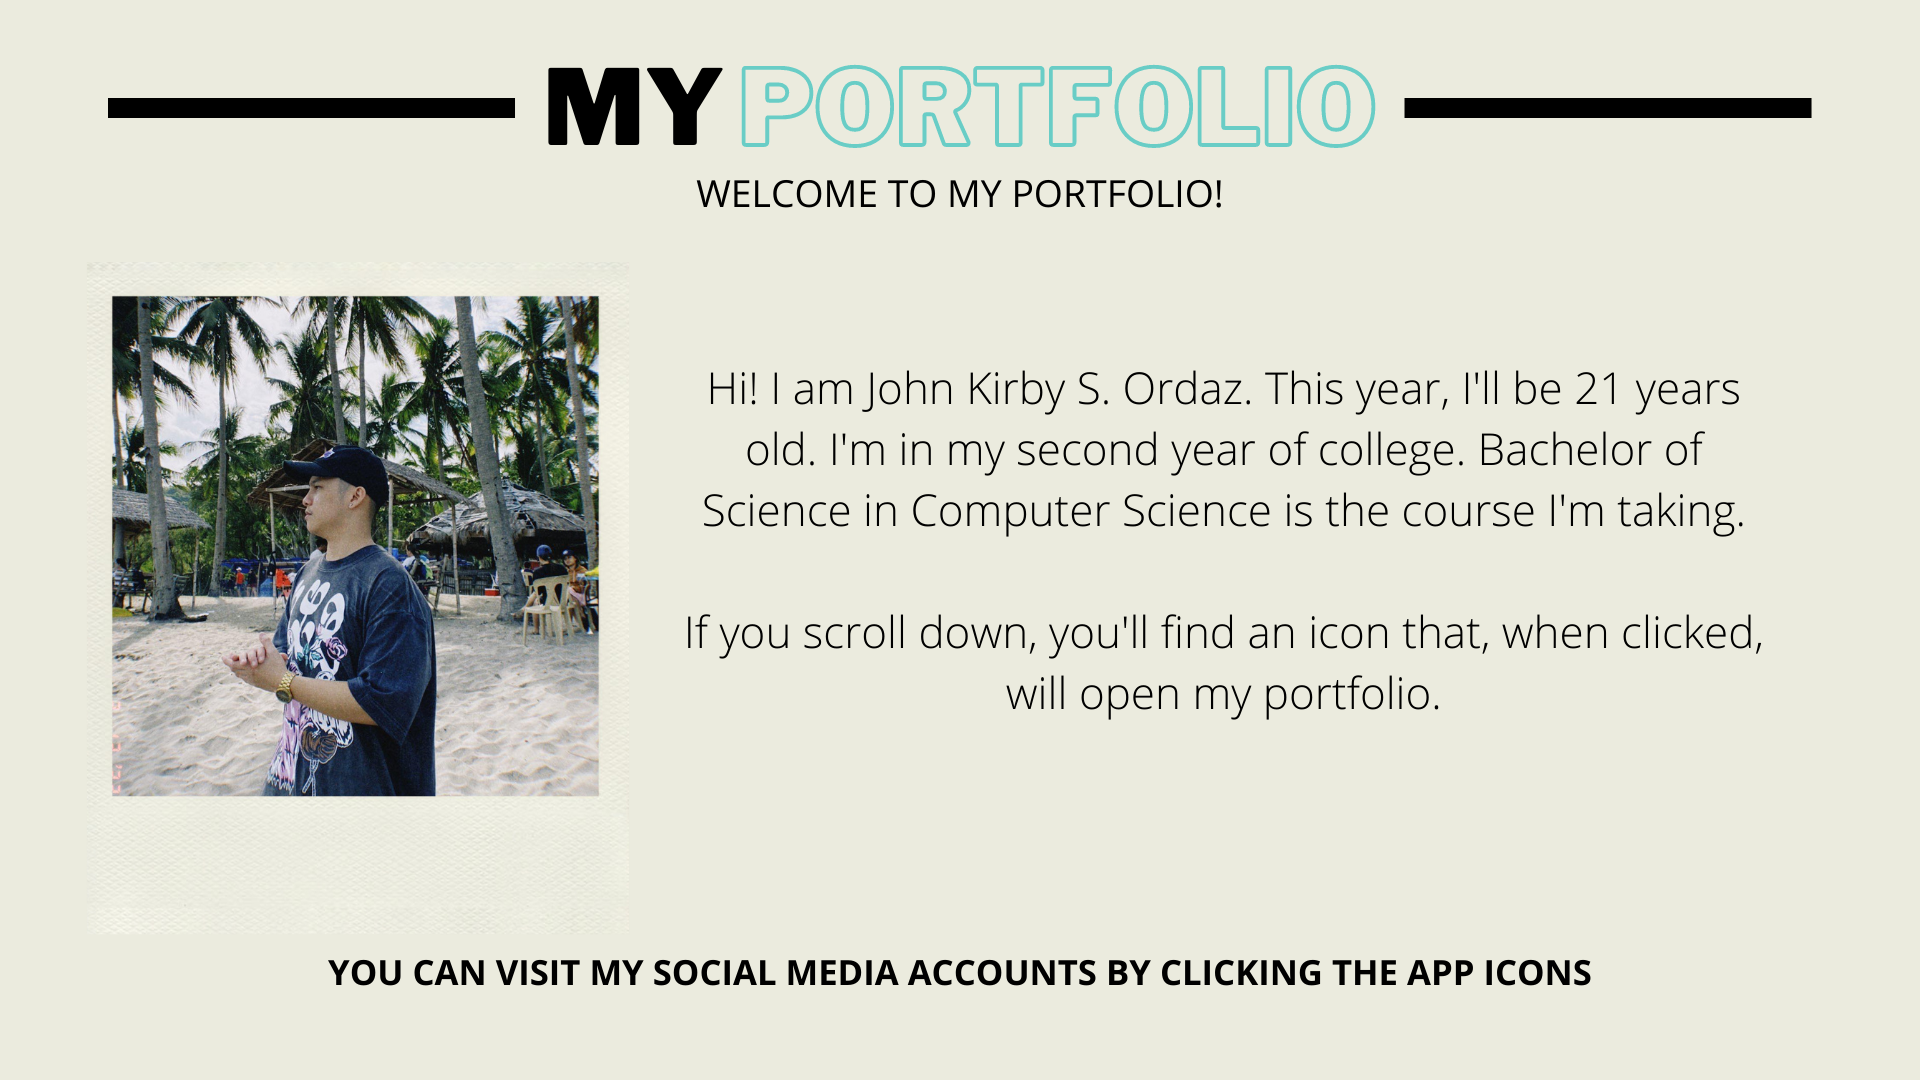 MY PORTFOLIO
WELCOME TO MY PORTFOLIO!
Hi! I am John Kirby S. Ordaz. This year, I'll be 21 years
old. I'm in my second year of college. Bachelor of
Science in Computer Science is the course I'm taking.
If you scroll down, you'll find an icon that, when clicked,
will open my portfolio.
YOU CAN VISIT MY SOCIAL MEDIA ACCOUNTS BY CLICKING THE APP ICONS